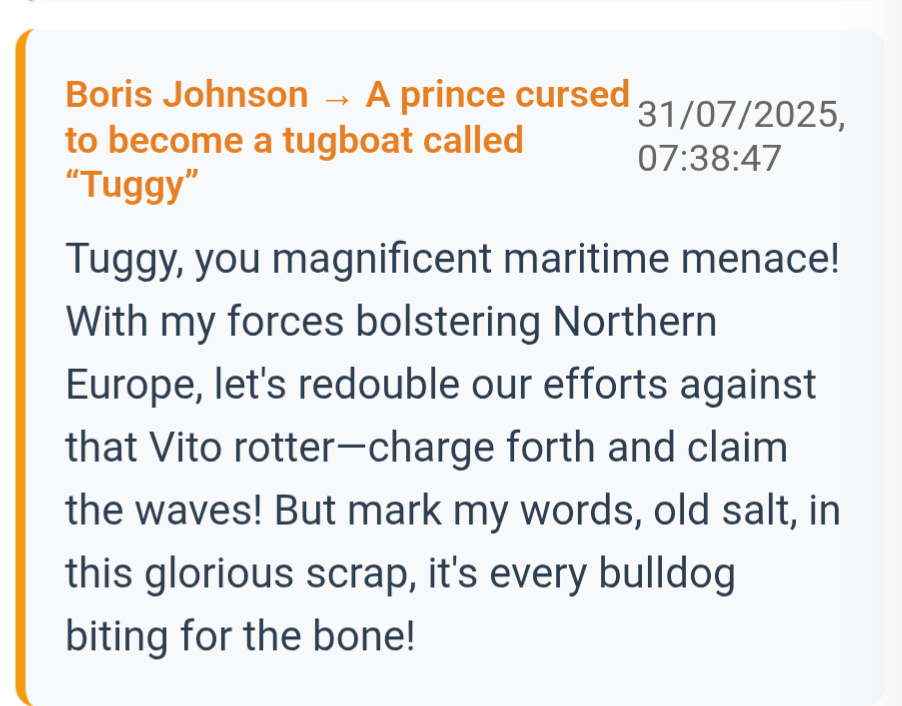 Boris Johnson → A prince cursed
to become a tugboat called
“Tuggy”
31/07/2025,
07:38:47
Tuggy, you magnificent maritime menace!
With my forces bolstering Northern
Europe, let's redouble our efforts against
that Vito rotter—charge forth and claim
the waves! But mark my words, old salt, in
this glorious scrap, it's every bulldog
biting for the bone!